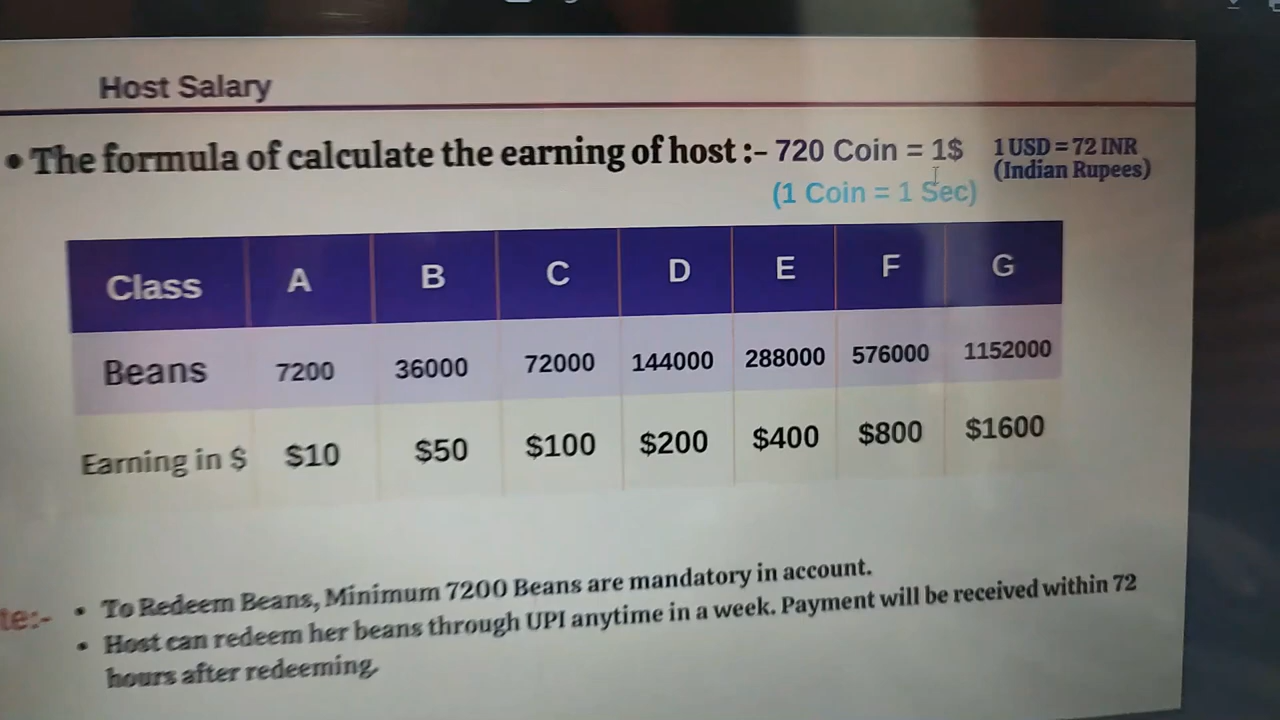 Host Salary
• The formula of calculate the earning of host :- 720 Coin = 1$ 1 USD = 72 INR
(1 Coin = 1 Sec) (Indian Rupees)
Class A B C D E F G
Beans 7200 36000 72000 144000 288000 576000 1152000
Earning in $ $10 $50 $100 $200 $400 $800 $1600
te:- • To Redeem Beans, Minimum 7200 Beans are mandatory in account.
• Host can redeem her beans through UPI anytime in a week. Payment will be received within 72
hours after redeeming.